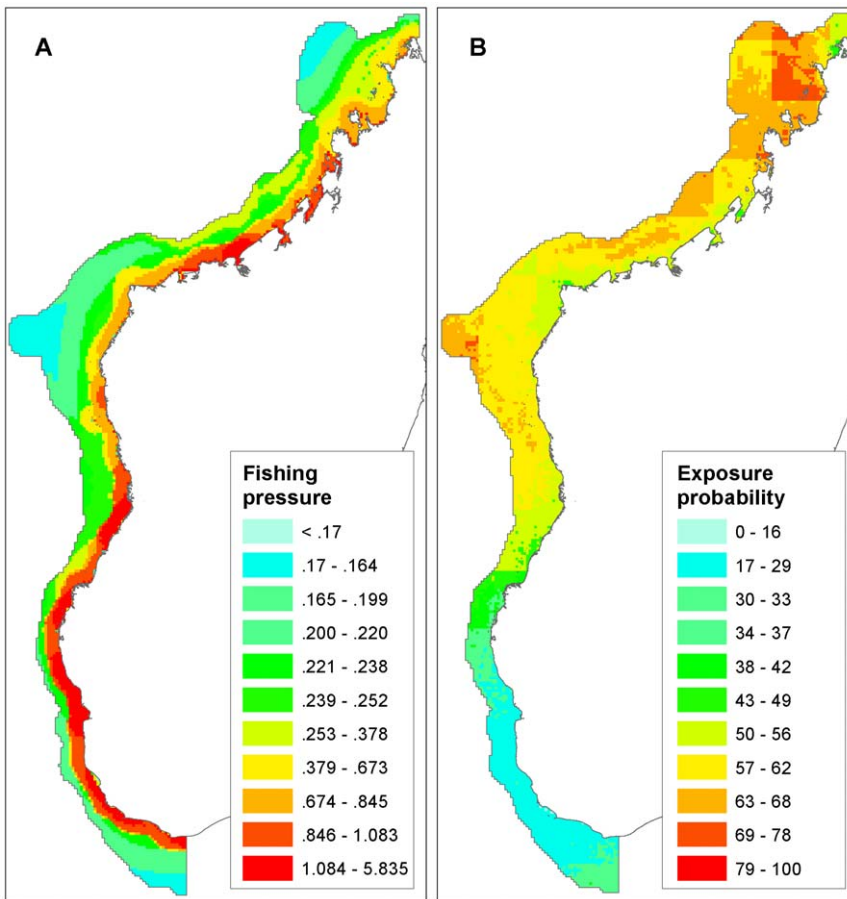 A
Fishing
pressure
< .17
.17 - .164
.165 - .199
.200 - .220
.221 - .238
.239 - .252
.253 - .378
.379 - .673
.674 - .845
.846 - 1.083
1.084 - 5.835
B
Exposure
probability
0 - 16
17 - 29
30 - 33
34 - 37
38 - 42
43 - 49
50 - 56
57 - 62
63 - 68
69 - 78
79 - 100